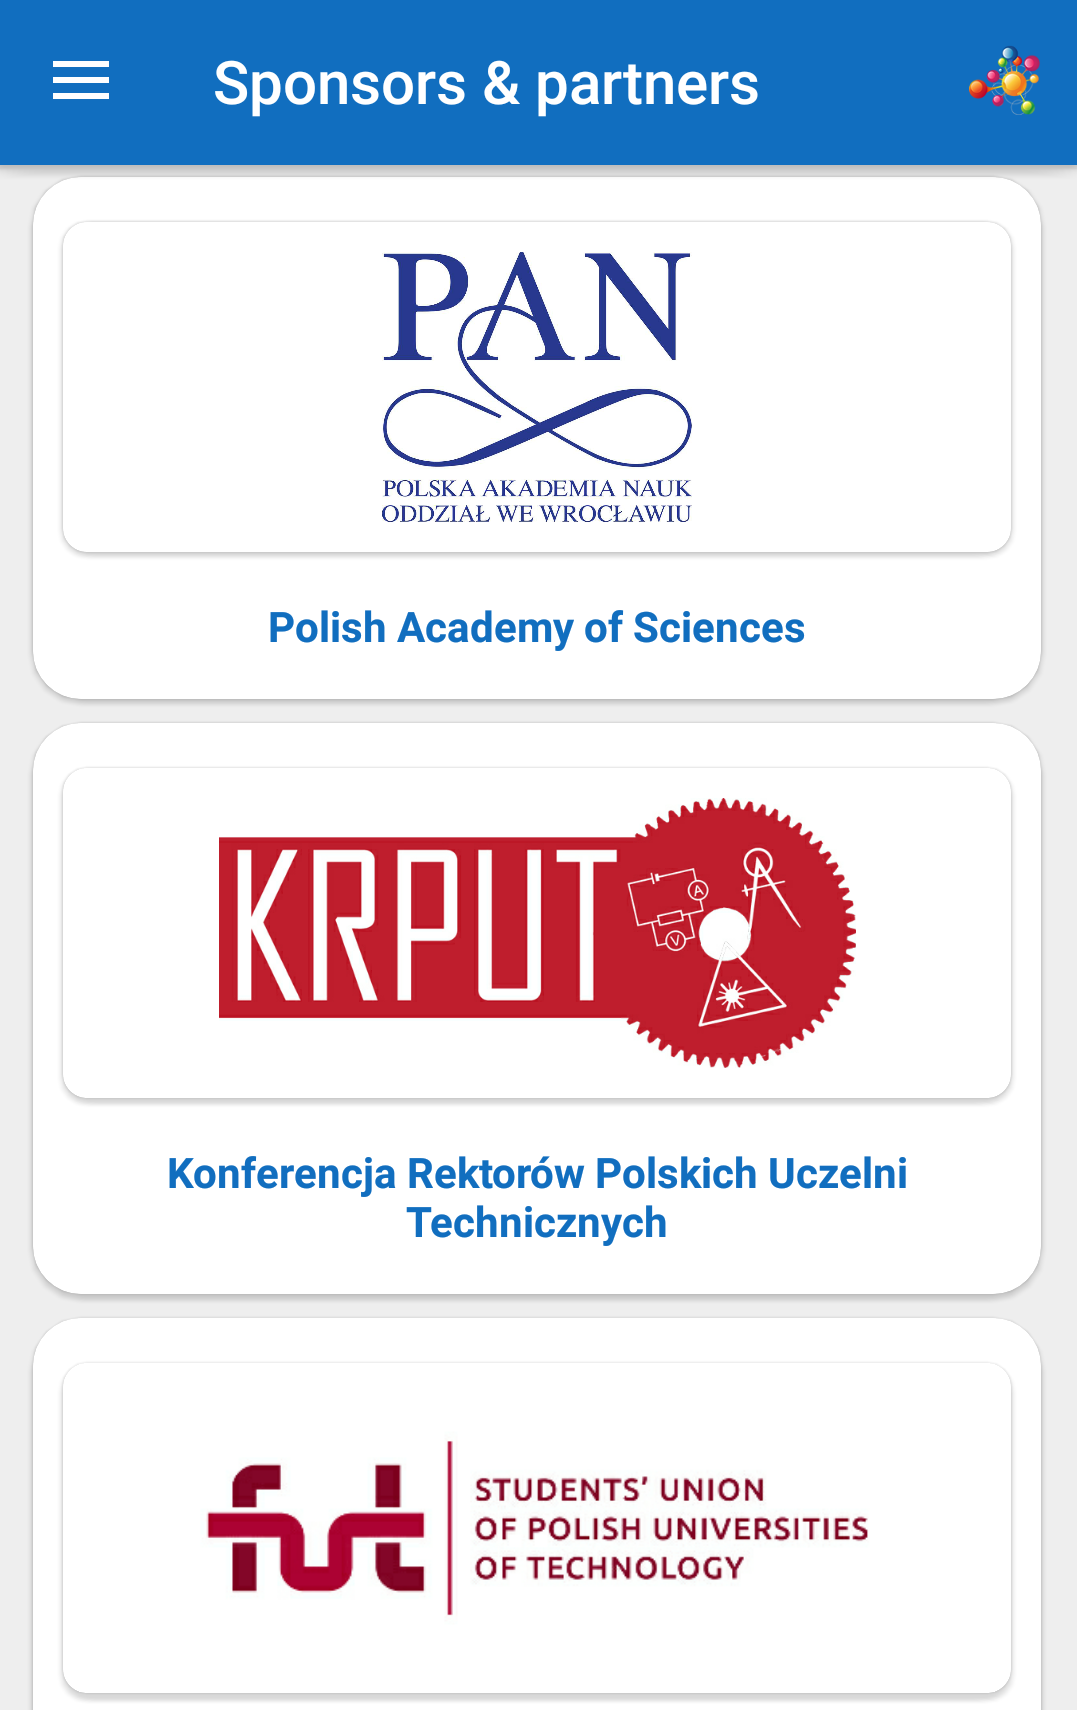 Sponsors & partners
PAN
POLSKA AKADEMIA NAUK
ODDZIAŁ WE WROCŁAWIU
Polish Academy of Sciences
KRPUT
A
V
Konferencja Rektorów Polskich Uczelni
Technicznych
fut
STUDENTS' UNION
OF POLISH UNIVERSITIES
OF TECHNOLOGY